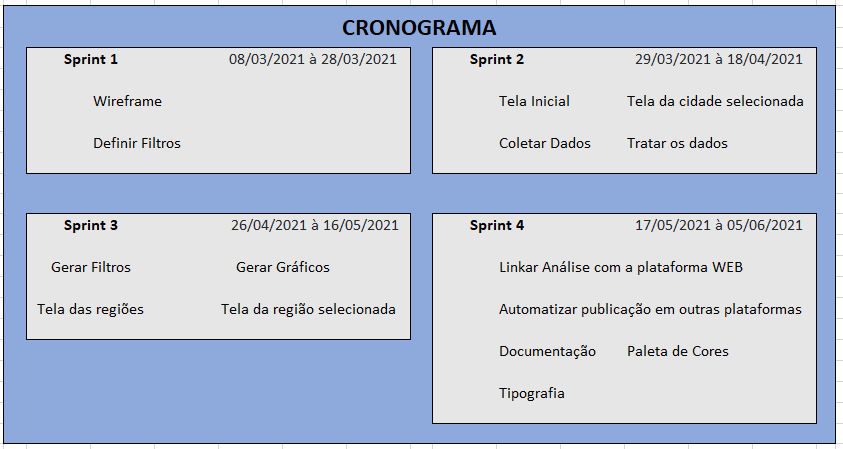 CRONOGRAMA
Sprint 1 08/03/2021 à 28/03/2021
Wireframe
Definir Filtros
Sprint 2 29/03/2021 à 18/04/2021
Tela Inicial Tela da cidade selecionada
Coletar Dados Tratar os dados
Sprint 3 26/04/2021 à 16/05/2021
Gerar Filtros Gerar Gráficos
Tela das regiões Tela da região selecionada
Sprint 4 17/05/2021 à 05/06/2021
Linkar Análise com a plataforma WEB
Automatizar publicação em outras plataformas
Documentação Paleta de Cores
Tipografia